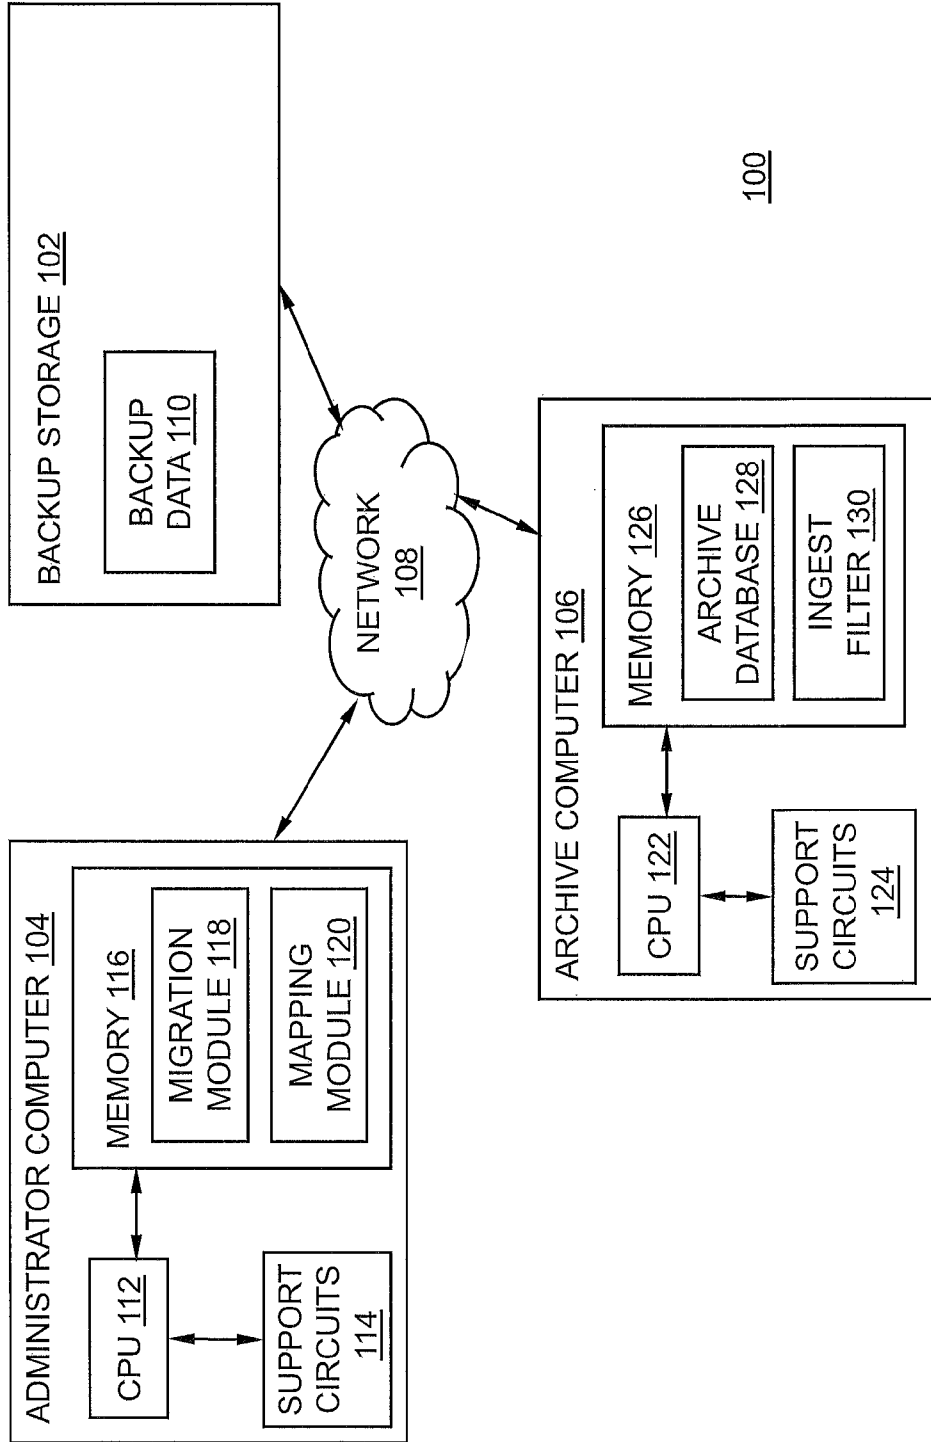 ADMINISTRATOR COMPUTER 104
CPU 112
SUPPORT
CIRCUITS
114
MEMORY 116
MIGRATION
MODULE 118
MAPPING
MODULE 120
BACKUP STORAGE 102
BACKUP
DATA 110
NETWORK
108
ARCHIVE COMPUTER 106
CPU 122
SUPPORT
CIRCUITS
124
MEMORY 126
ARCHIVE
DATABASE 128
INGEST
FILTER 130
100